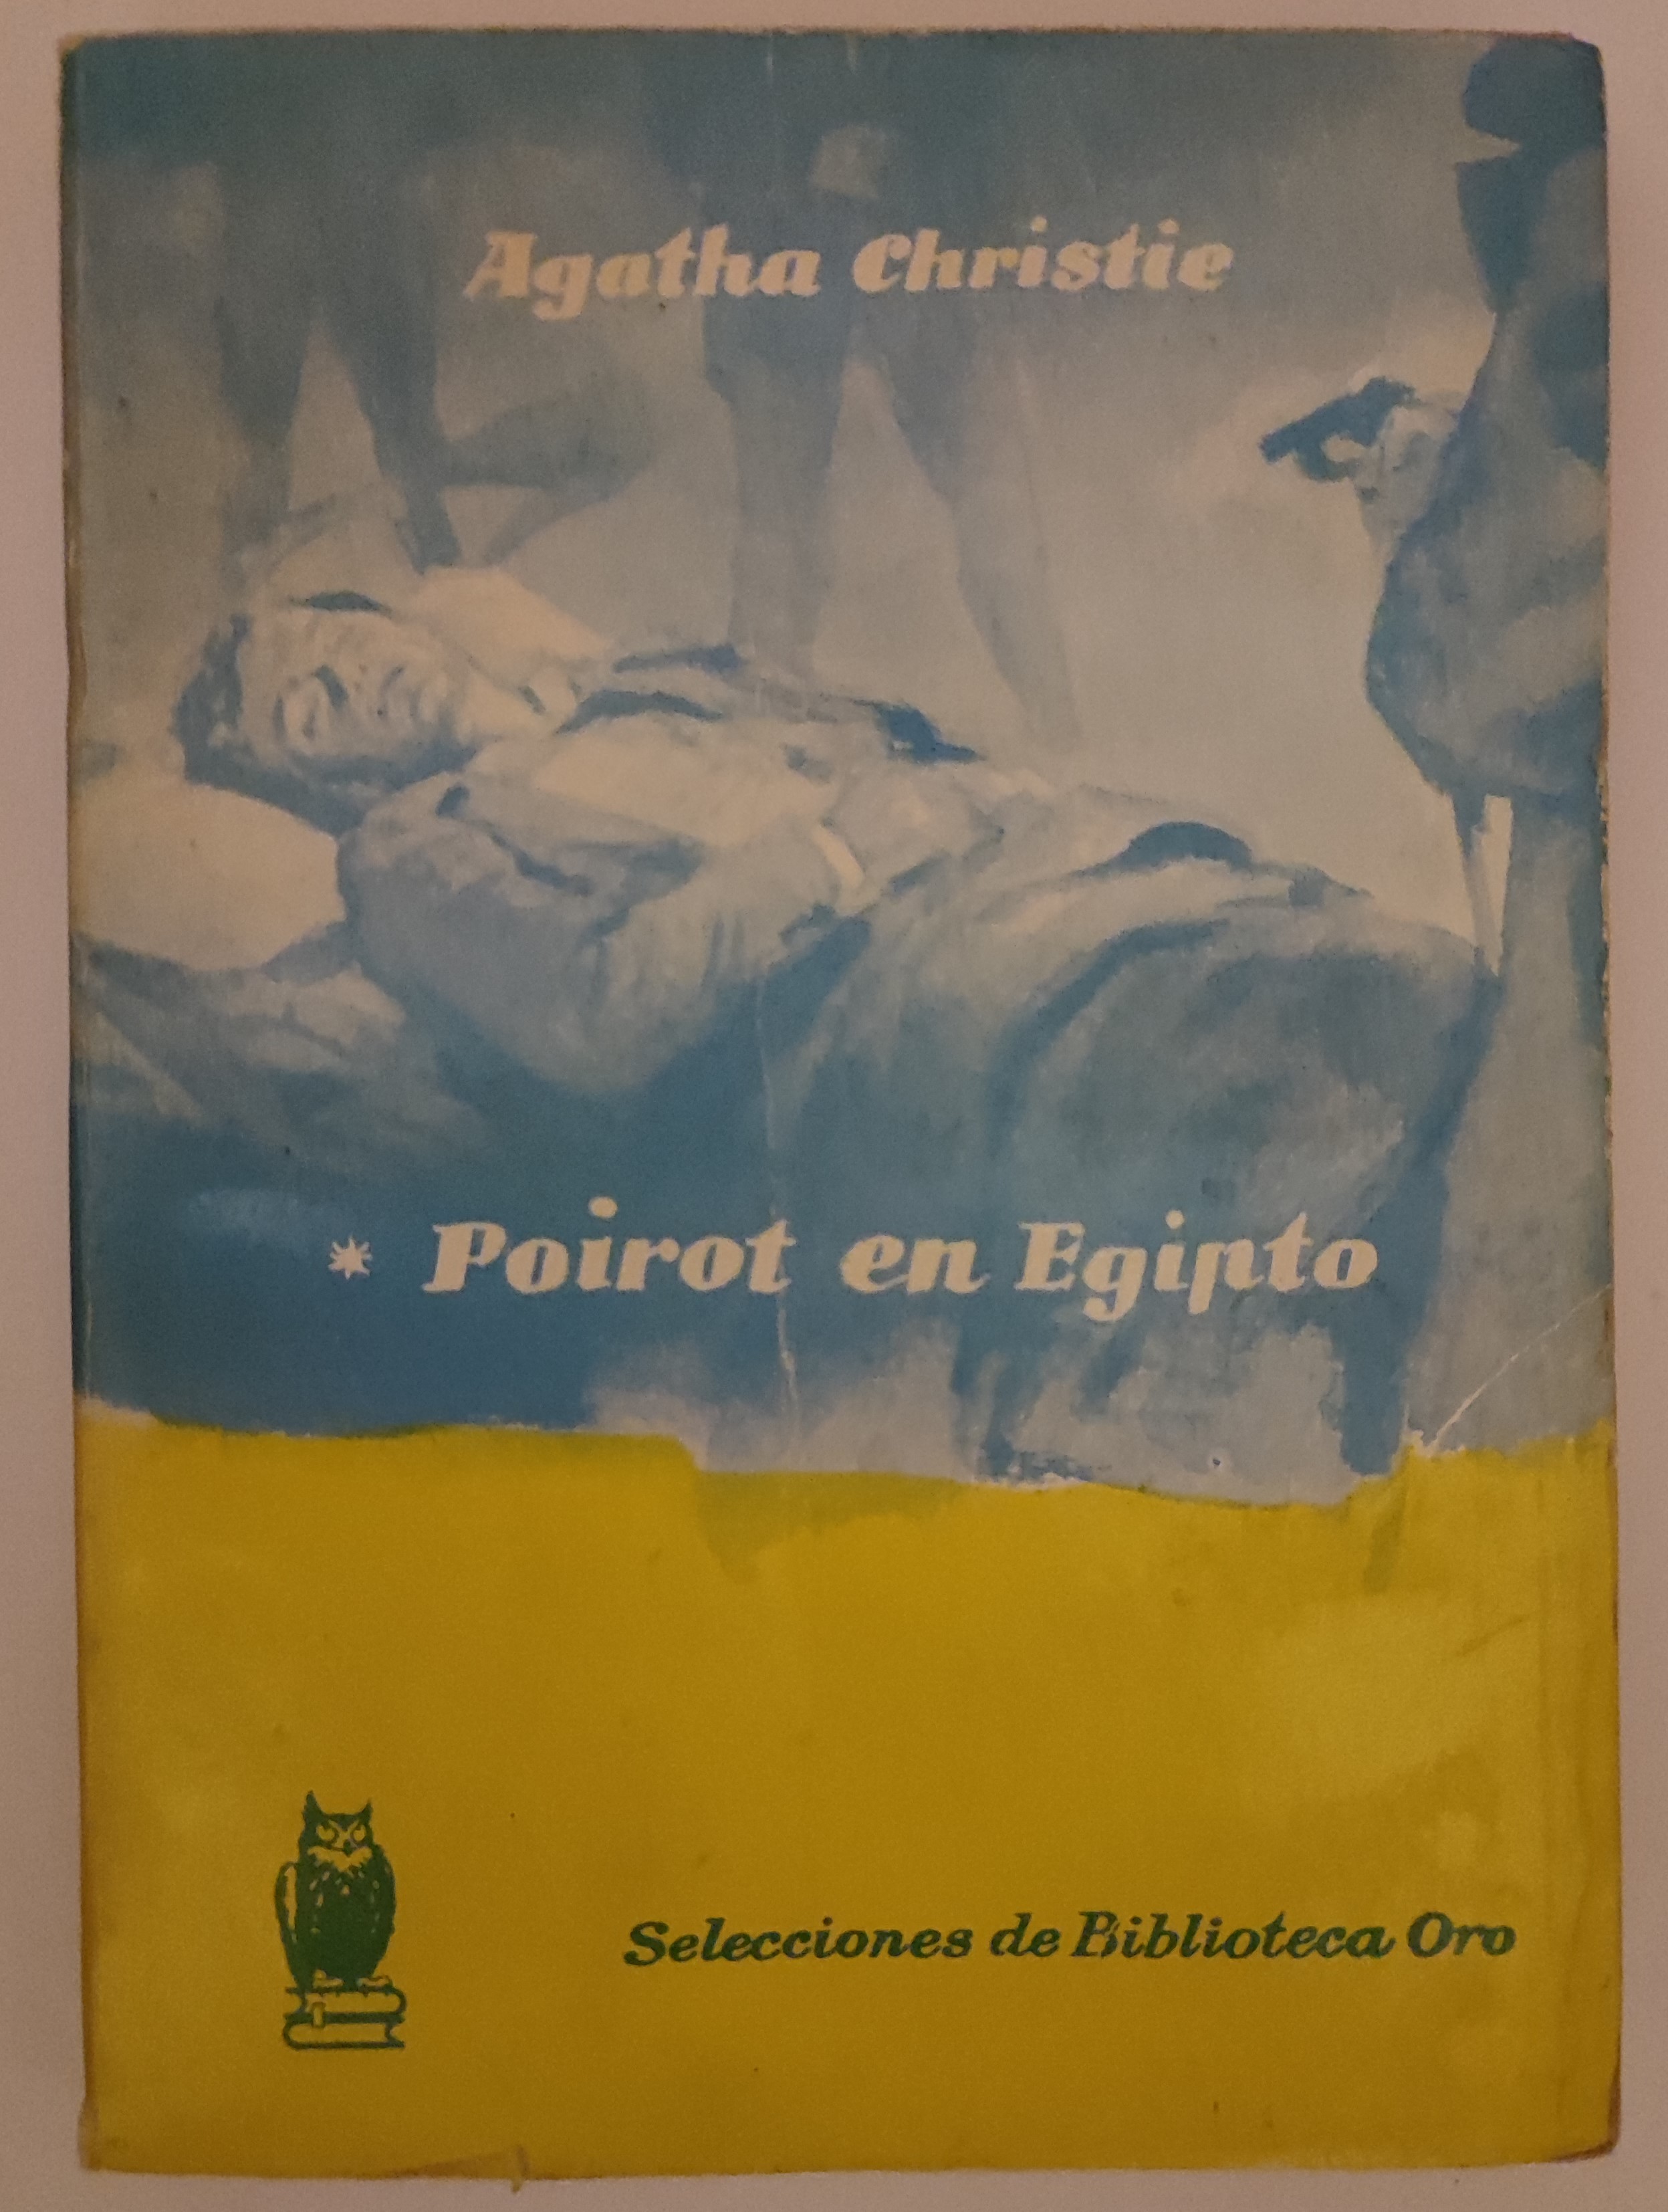 Agatha Christie
* Poirot en Egipto
Selecciones de Biblioteca Oro